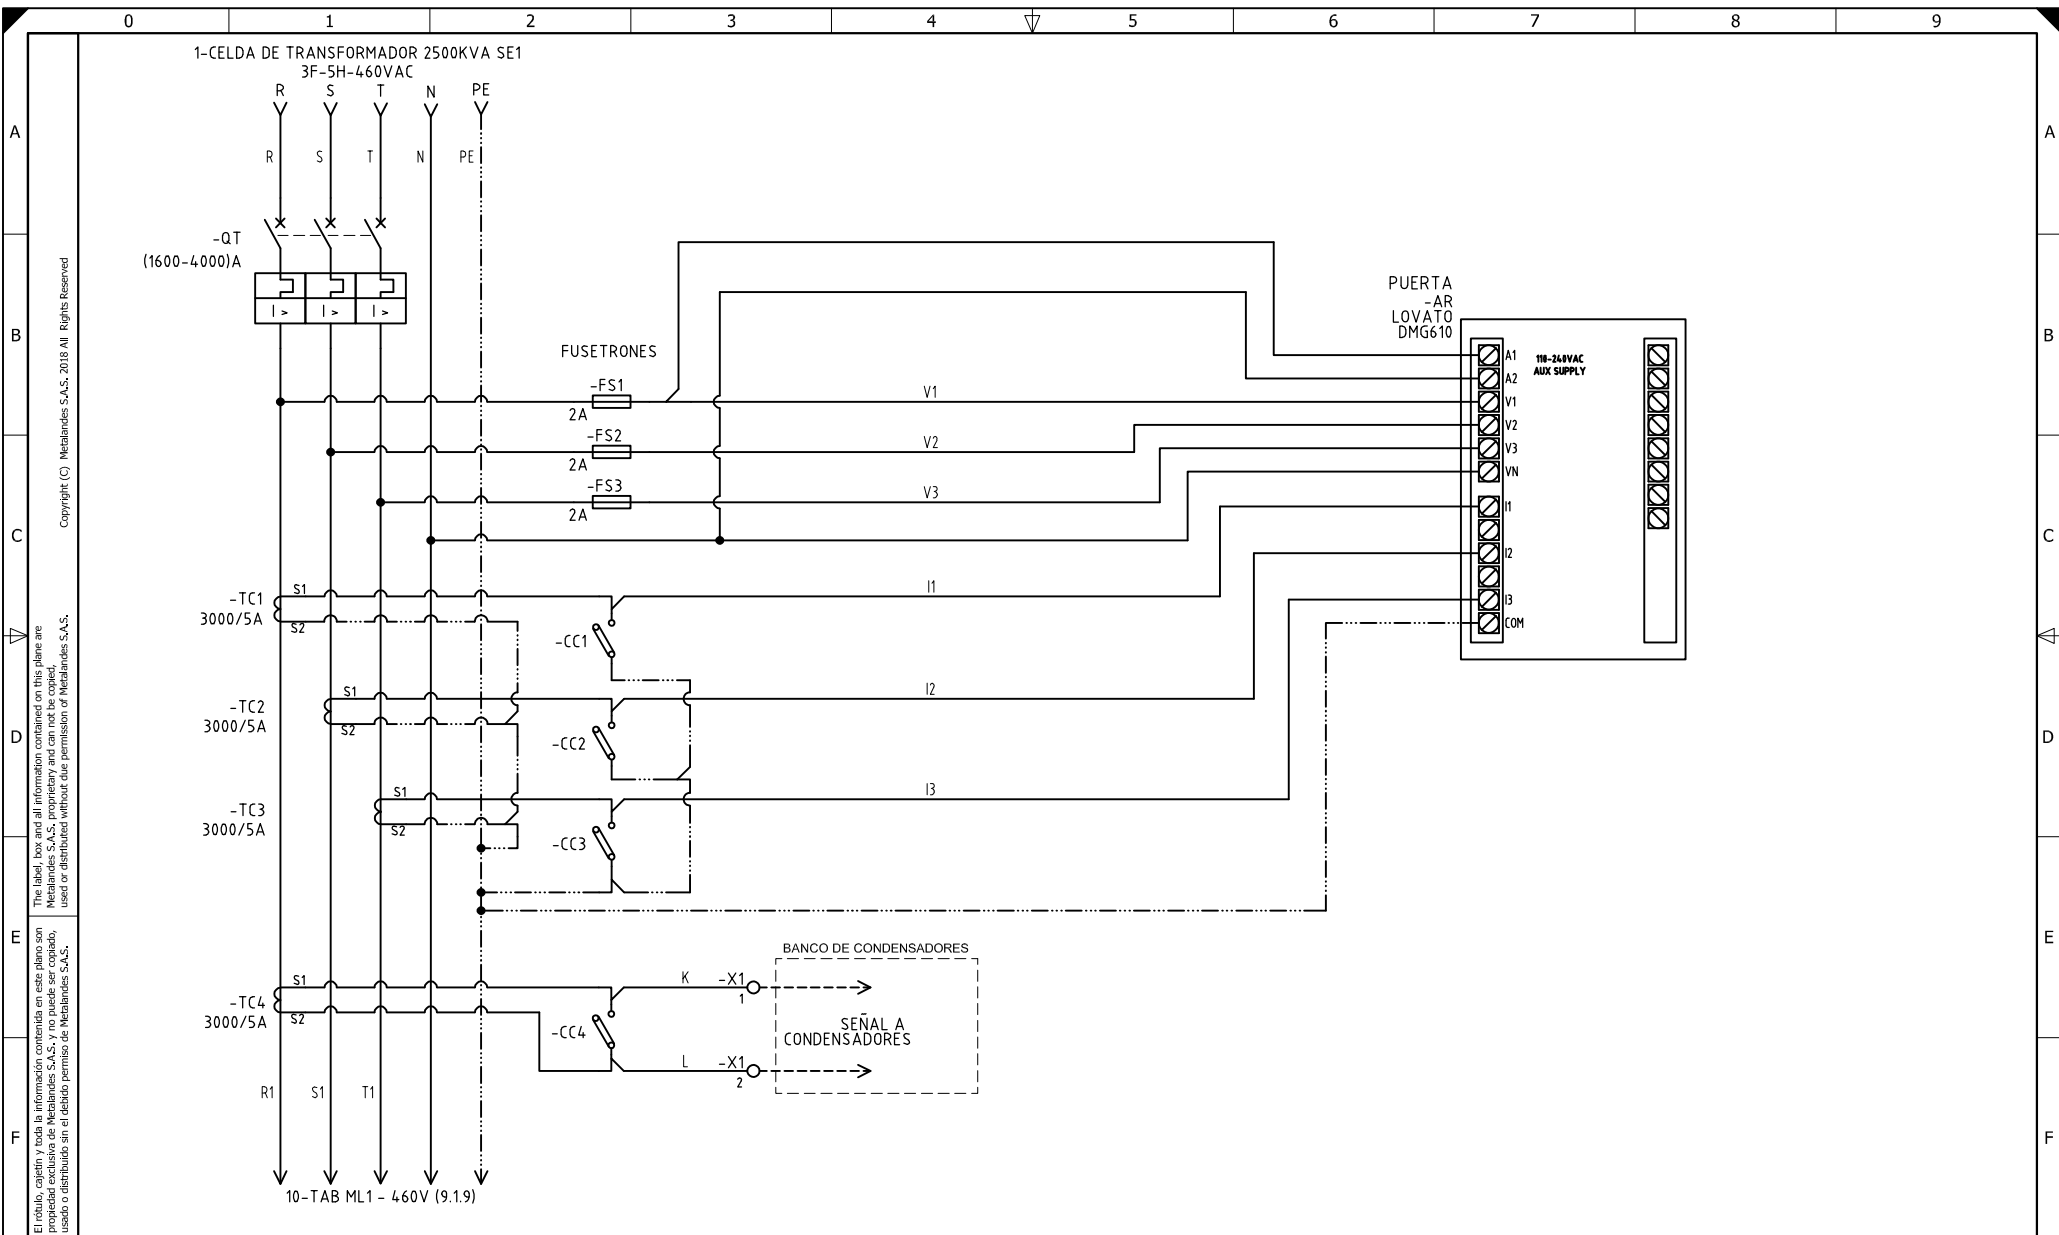 0 1 2 3 4 5 6 7 8 9
1-CELDA DE TRANSFORMADOR 2500KVA SE1
3F-5H-460VAC
R S T N PE
A A
R S T N PE
-QT
(1600-4000)A
I > I > I >
PUERTA
-AR
LOVATO
DMG610
B B
FUSETRONES
A1
110-240VAC
AUX SUPPLY
A2
-FS1
2A
V1
V1
-FS2
2A
V2
V2
V3
VN
-FS3
2A
V3
I1
C C
I2
I3
COM
-TC1
3000/5A
S1
S2
I1
-CC1
-TC2
3000/5A
S1
S2
I2
-CC2
D D
-TC3
3000/5A
S1
S2
I3
-CC3
E E
BANCO DE CONDENSADORES
-TC4
3000/5A
S1
S2
K
-X1
1
-CC4
SEÑAL A
CONDENSADORES
L
-X1
2
R1 S1 T1
F F
10-TAB ML1 - 460V (9.1.9)
Copyright (C) Metalandes S.A.S. 2018 All Rights Reserved
The label, box and all information contained on this plane are
Metalandes S.A.S. proprietary and can not be copied,
used or distributed without due permission of Metalandes S.A.S.
El rótulo, cajetín y toda la información contenida en este plano son
propiedad exclusiva de Metalandes S.A.S. y no puede ser copiado,
usado o distribuido sin el debido permiso de Metalandes S.A.S.